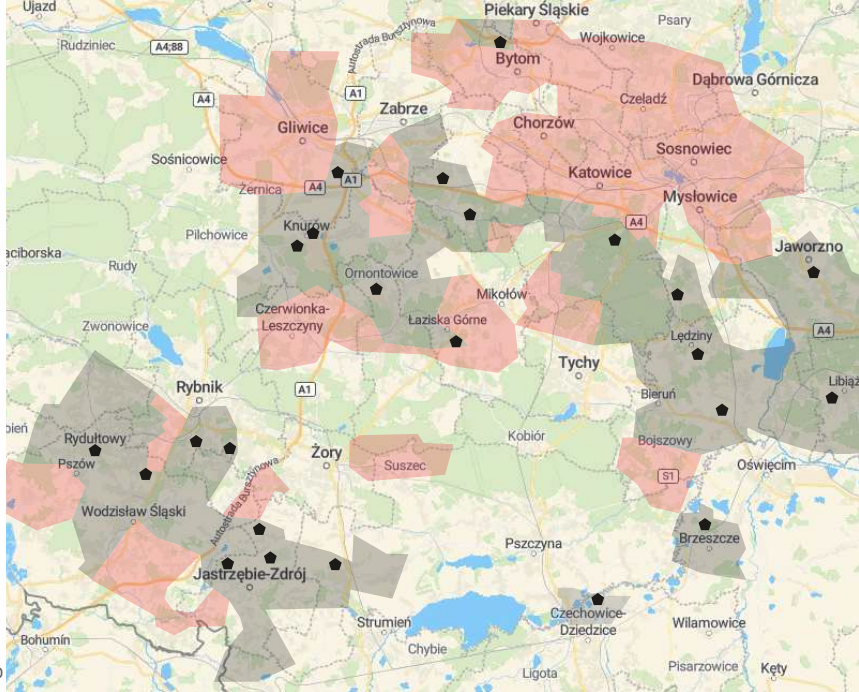 Ujazd
Piekary Śląskie
Psary
Rudziniec
A4;88
Autostrada Bursztynowa
Wojkowice
Bytom
Dąbrowa Górnicza
A4
A1
Zabrze
Czeladź
Gliwice
Chorzów
Sosnowiec
Sośnicowice
Katowice
Żernica
A4
A1
Mysłowice
Knurów
A4
Pilchowice
Jaworzno
aciborska
Rudy
Ornontowice
Mikołów
Czerwionka-
Leszczyny
Łaziska Górne
Zwonowice
A4
Lędziny
Tychy
Rybnik
A1
Libiąż
Bieruń
pień
Rydułtowy
Kobiór
Bojszowy
Pszów
Żory
Suszec
Oświęcim
S1
Autostrada Bursztynowa
Wodzisław Śląski
Brzeszcze
Pszczyna
Jastrzębie-Zdrój
Strumień
Czechowice-
Dziedzice
Wilamowice
Bohumín
Chybie
Ligota
Pisarzowice
Kęty